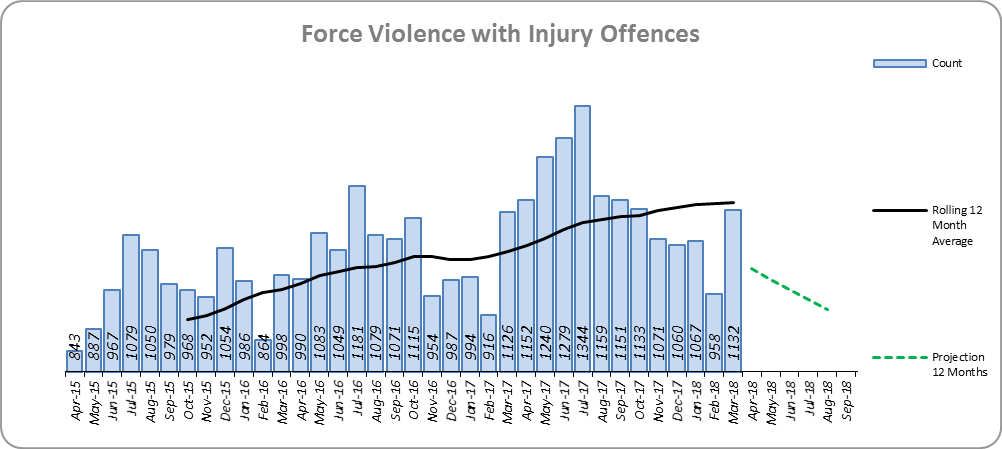 Force Violence with Injury Offences
Count
Rolling 12
Month
Average
Projection
12 Months
843
887
967
1079
1050
979
968
952
1054
986
864
998
990
1083
1049
1181
1079
1071
1115
954
987
994
916
1126
1152
1240
1279
1344
1159
1151
1133
1071
1060
1067
958
1132
Apr-15
May-15
Jun-15
Jul-15
Aug-15
Sep-15
Oct-15
Nov-15
Dec-15
Jan-16
Feb-16
Mar-16
Apr-16
May-16
Jun-16
Jul-16
Aug-16
Sep-16
Oct-16
Nov-16
Dec-16
Jan-17
Feb-17
Mar-17
Apr-17
May-17
Jun-17
Jul-17
Aug-17
Sep-17
Oct-17
Nov-17
Dec-17
Jan-18
Feb-18
Mar-18
Apr-18
May-18
Jun-18
Jul-18
Aug-18
Sep-18